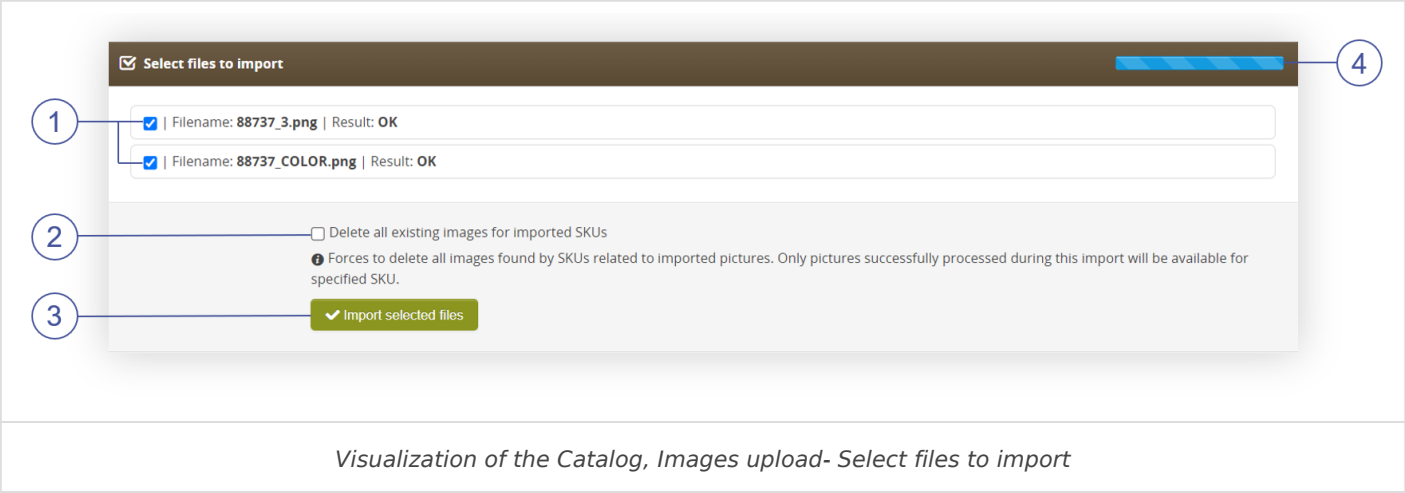 Select files to import
4
1
| Filename: 88737_3.png | Result: OK
| Filename: 88737_COLOR.png | Result: OK
2
Delete all existing images for imported SKUs
Forces to delete all images found by SKUs related to imported pictures. Only pictures successfully processed during this import will be available for
specified SKU.
3
Import selected files
Visualization of the Catalog, Images upload- Select files to import